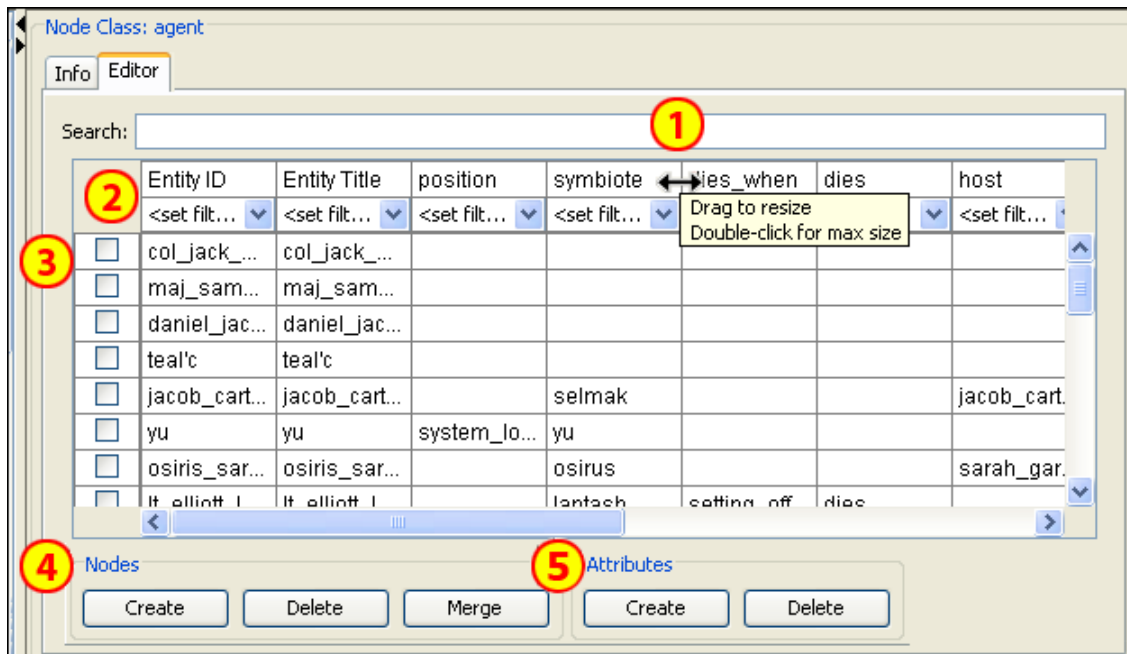 Node Class: agent
Info Editor
1
Search:
2
Entity ID Entity Title position symbiote dies_when dies host
<set filt... <set filt... <set filt... <set filt... <set filt...
Drag to resize
Double-click for max size
3
col_jack_... col_jack_...
maj_sam... maj_sam...
daniel_jac... daniel_jac...
teal'c teal'c
jacob_cart... jacob_cart... selmak jacob_cart.
yu yu system_lo... yu
osiris_sar... osiris_sar... osirus sarah_gar.
lt_elliott_l lt_elliott_l lantash setting_off dies
4 Nodes 5 Attributes
Create Delete Merge Create Delete